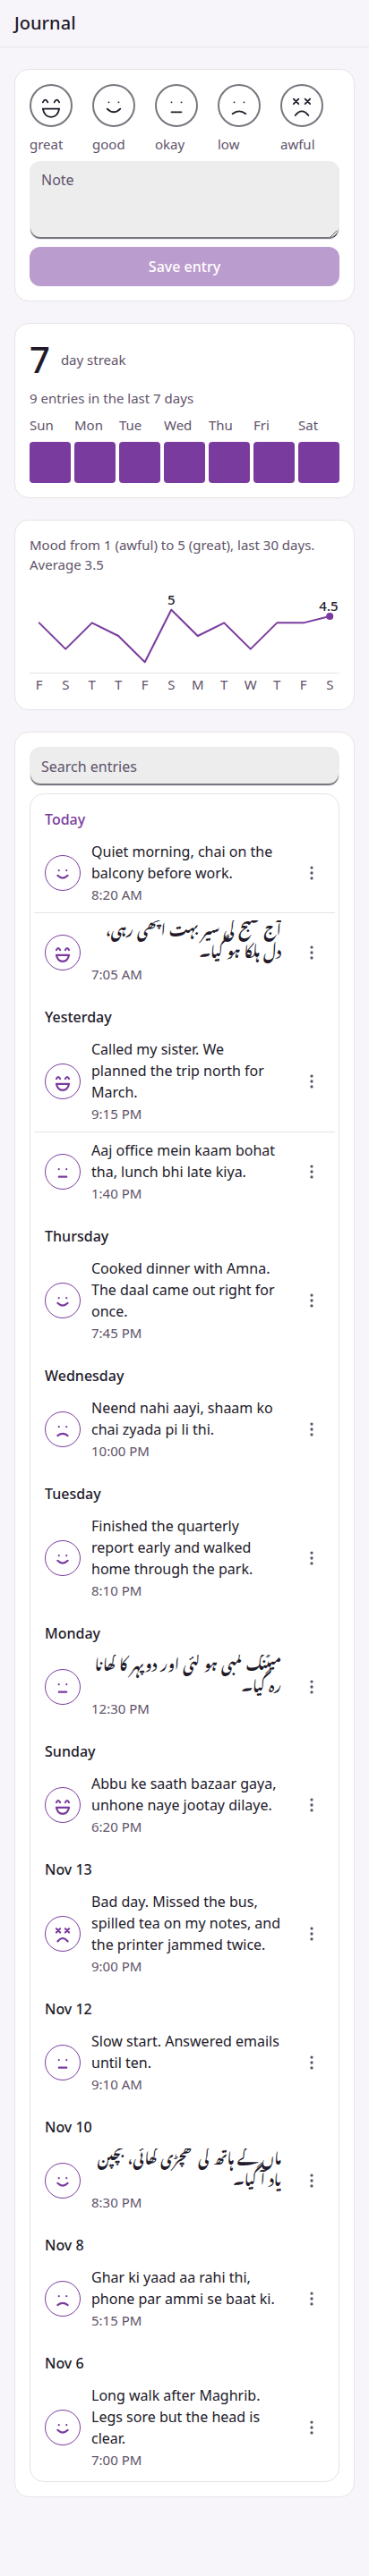 Journal
great good okay low awful
Note
Save entry
7 day streak
9 entries in the last 7 days
Sun Mon Tue Wed Thu Fri Sat
Mood from 1 (awful) to 5 (great), last 30 days.
Average 3.5
5
4.5
F S T T F S M T W T F S
Search entries
Today
Quiet morning, chai on the
balcony before work.
8:20 AM
آج صبح کی سیر بہت اچھی رہی،
دل ہلکا ہو گیا۔
7:05 AM
Yesterday
Called my sister. We
planned the trip north for
March.
9:15 PM
Aaj office mein kaam bohat
tha, lunch bhi late kiya.
1:40 PM
Thursday
Cooked dinner with Amna.
The daal came out right for
once.
7:45 PM
Wednesday
Neend nahi aayi, shaam ko
chai zyada pi li thi.
10:00 PM
Tuesday
Finished the quarterly
report early and walked
home through the park.
8:10 PM
Monday
میٹنگ لمبی ہو گئی اور دوپہر کا کھانا
رہ گیا۔
12:30 PM
Sunday
Abbu ke saath bazaar gaya,
unhone naye jootay dilaye.
6:20 PM
Nov 13
Bad day. Missed the bus,
spilled tea on my notes, and
the printer jammed twice.
9:00 PM
Nov 12
Slow start. Answered emails
until ten.
9:10 AM
Nov 10
ماں کے ہاتھ کی کھچڑی کھائی، بچپن
یاد آ گیا۔
8:30 PM
Nov 8
Ghar ki yaad aa rahi thi,
phone par ammi se baat ki.
5:15 PM
Nov 6
Long walk after Maghrib.
Legs sore but the head is
clear.
7:00 PM